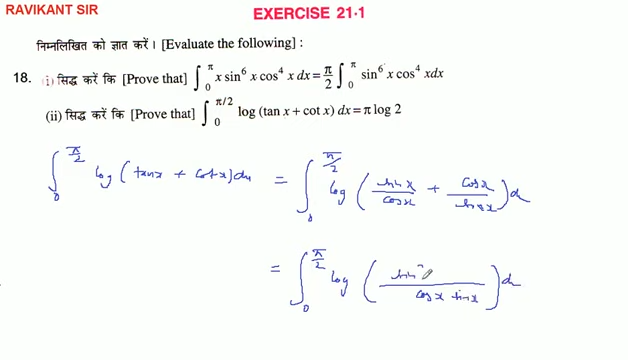 RAVIKANT SIR
EXERCISE 21·1
निम्नलिखित को ज्ञात करें। [Evaluate the following] :
18. (i) सिद्ध करें कि [Prove that] ∫₀^π x sin⁶ x cos⁴ x dx = π/2 ∫₀^π sin⁶ x cos⁴ xdx
(ii) सिद्ध करें कि [Prove that] ∫₀^(π/2) log (tan x + cot x) dx = π log 2
∫₀^(π/2) log (tanx + cotx) dx = ∫₀^(π/2) log (sinx/cosx + cosx/sinx) dx
= ∫₀^(π/2) log (sin² / cosx sinx) dx